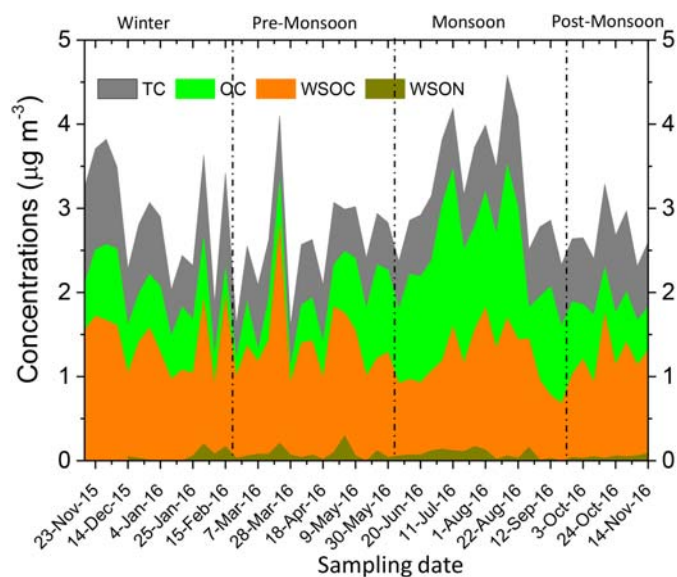 Winter Pre-Monsoon Monsoon Post-Monsoon
5 5
TC OC WSOC WSON
4 4
3 3
2 2
1 1
0 0
Concentrations (µg m⁻³)
23-Nov-15 14-Dec-15 4-Jan-16 25-Jan-16 15-Feb-16 7-Mar-16 28-Mar-16 18-Apr-16 9-May-16 30-May-16 20-Jun-16 11-Jul-16 1-Aug-16 22-Aug-16 12-Sep-16 3-Oct-16 24-Oct-16 14-Nov-16
Sampling date